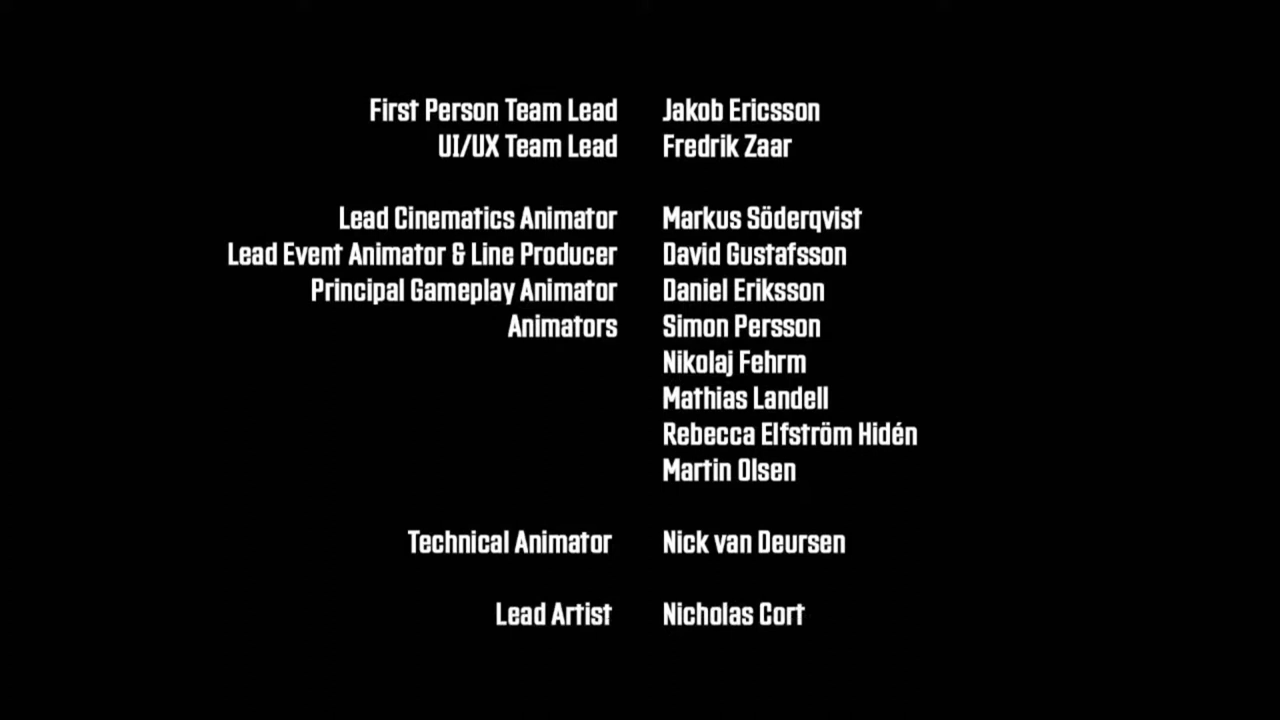 First Person Team Lead Jakob Ericsson
UI/UX Team Lead Fredrik Zaar
Lead Cinematics Animator Markus Söderqvist
Lead Event Animator & Line Producer David Gustafsson
Principal Gameplay Animator Daniel Eriksson
Animators Simon Persson
Nikolaj Fehrm
Mathias Landell
Rebecca Elfström Hidén
Martin Olsen
Technical Animator Nick van Deursen
Lead Artist Nicholas Cort